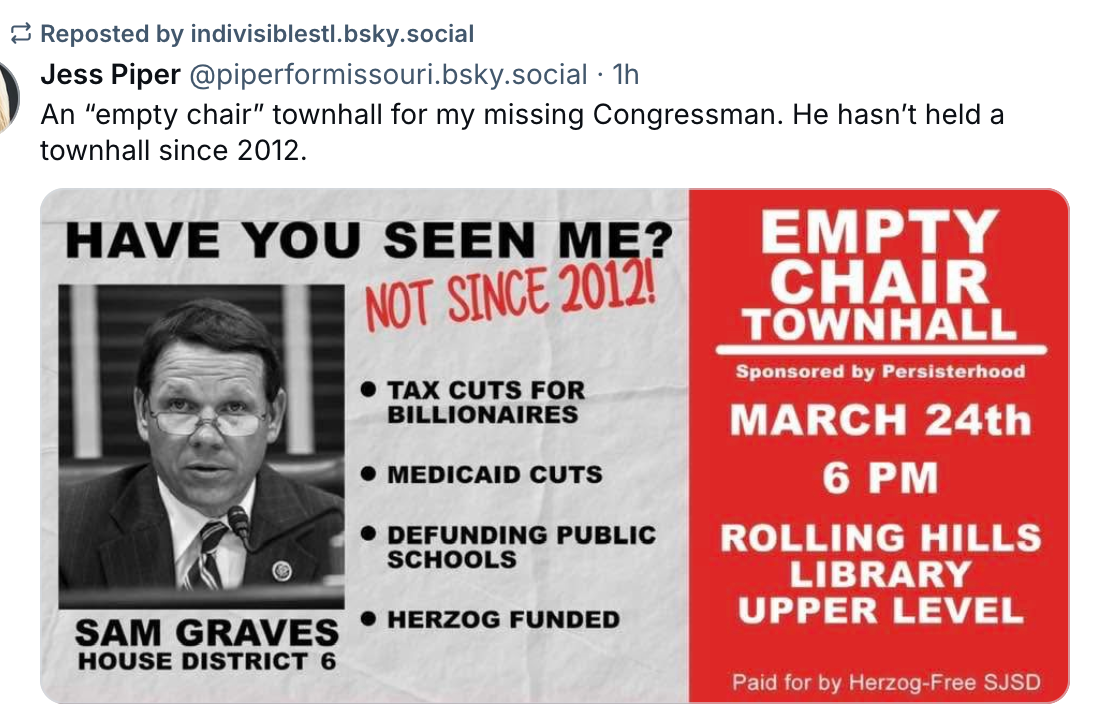 Reposted by indivisiblestl.bsky.social
Jess Piper @piperformissouri.bsky.social · 1h
An “empty chair” townhall for my missing Congressman. He hasn’t held a
townhall since 2012.
HAVE YOU SEEN ME?
NOT SINCE 2012!
● TAX CUTS FOR
BILLIONAIRES
● MEDICAID CUTS
● DEFUNDING PUBLIC
SCHOOLS
● HERZOG FUNDED
SAM GRAVES
HOUSE DISTRICT 6
EMPTY
CHAIR
TOWNHALL
Sponsored by Persisterhood
MARCH 24th
6 PM
ROLLING HILLS
LIBRARY
UPPER LEVEL
Paid for by Herzog-Free SJSD